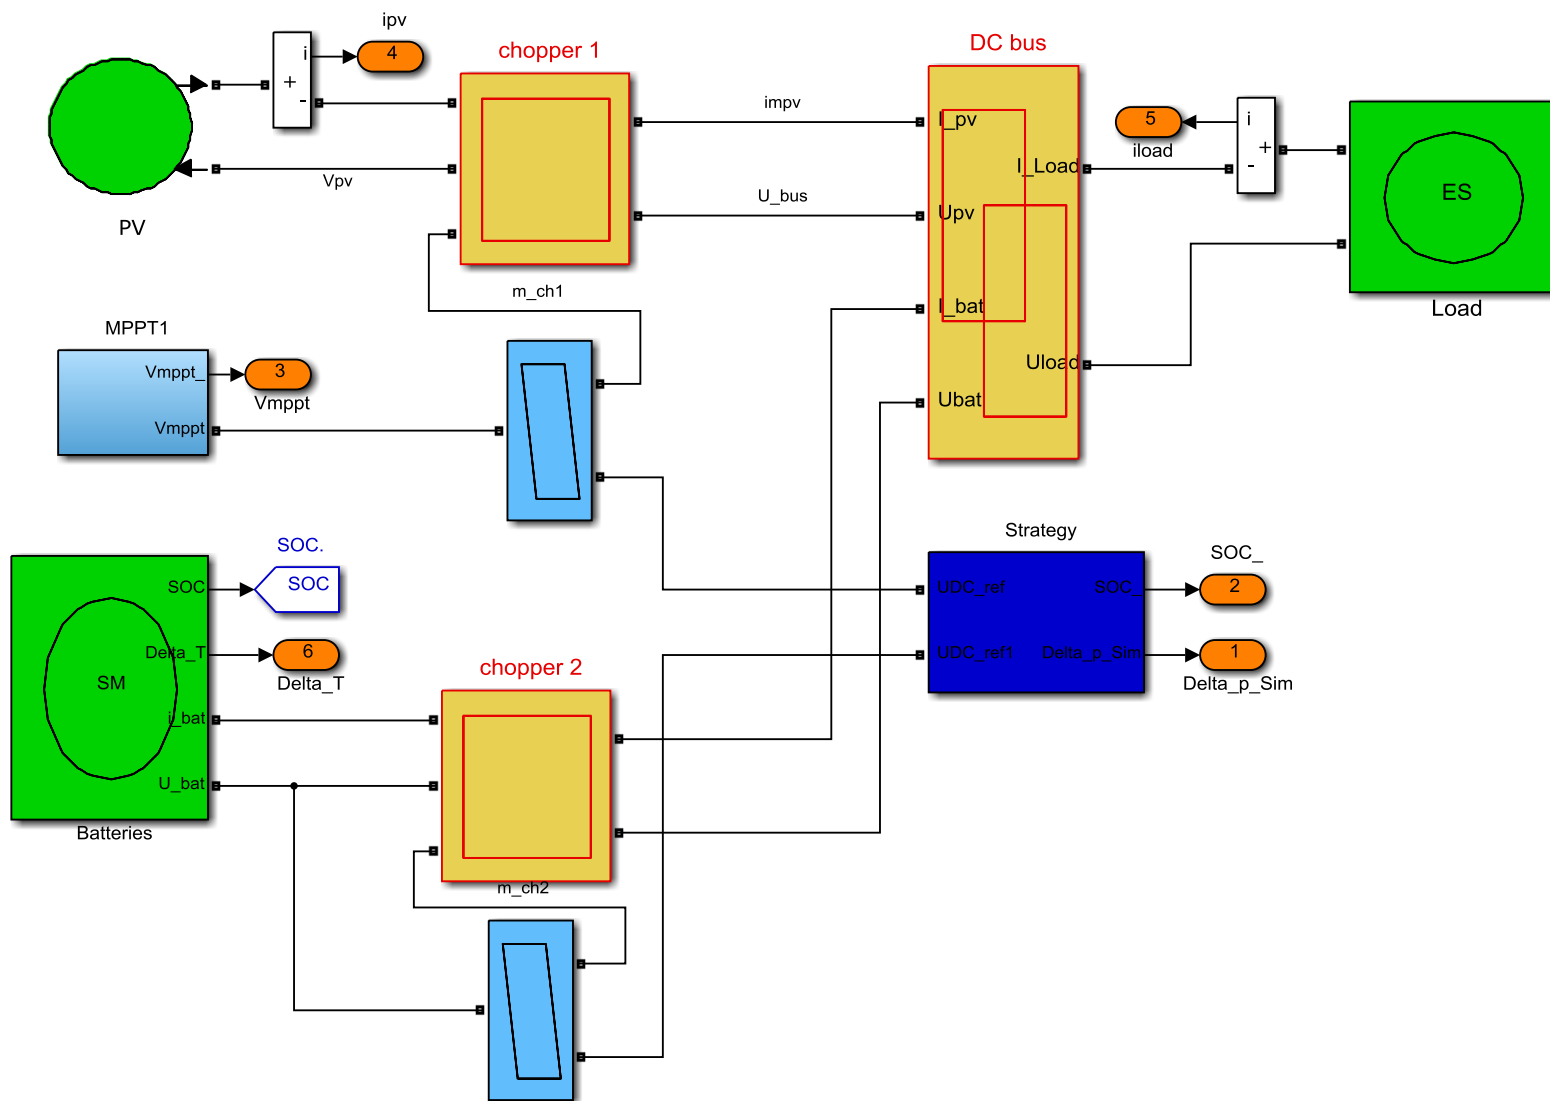 ipv
i
4
+
-
chopper 1
DC bus
PV
Vpv
impv
U_bus
I_pv
Upv
I_bat
Ubat
I_Load
Uload
5
iload
i
+
-
ES
Load
m_ch1
MPPT1
Vmppt_
Vmppt
3
Vmppt
SOC.
SOC
SOC
Delta_T
6
Delta_T
SM
i_bat
U_bat
Batteries
chopper 2
m_ch2
Strategy
UDC_ref
UDC_ref1
SOC_
Delta_p_Sim
SOC_
2
1
Delta_p_Sim